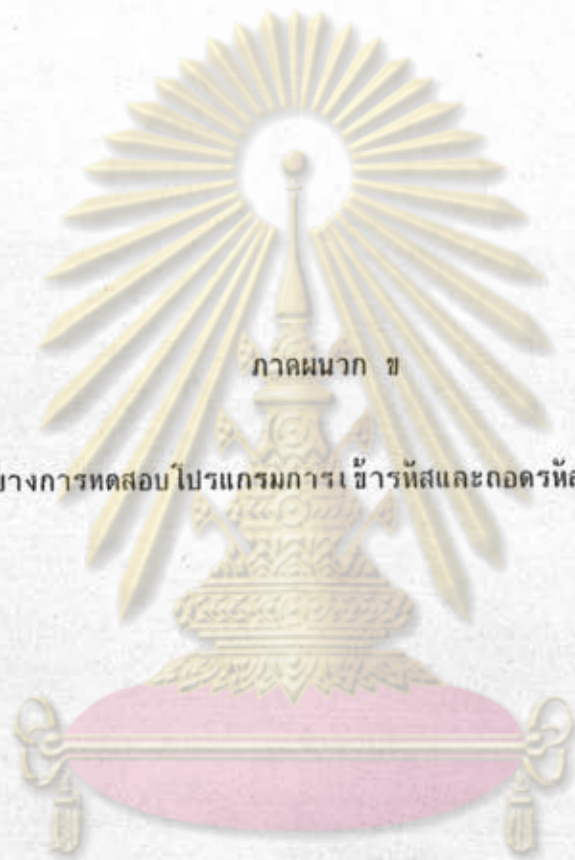 ภาคผนวก ข
างการทดสอบโปรแกรมการเข้ารหัสและถอดรหัส